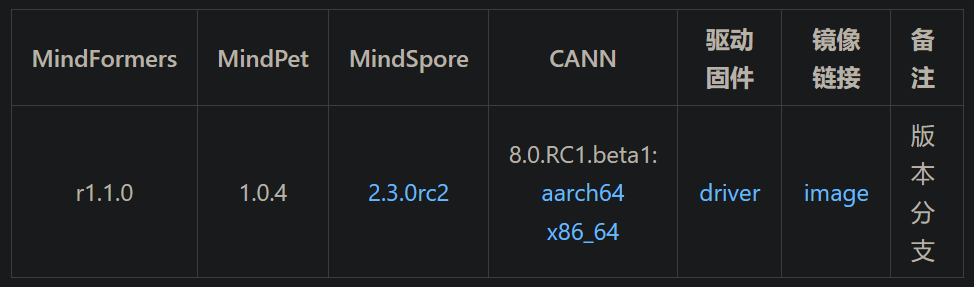 MindFormers
MindPet
MindSpore
CANN
驱动
固件
镜像
链接
备
注
r1.1.0
1.0.4
2.3.0rc2
8.0.RC1.beta1:
aarch64
x86_64
driver
image
版
本
分
支